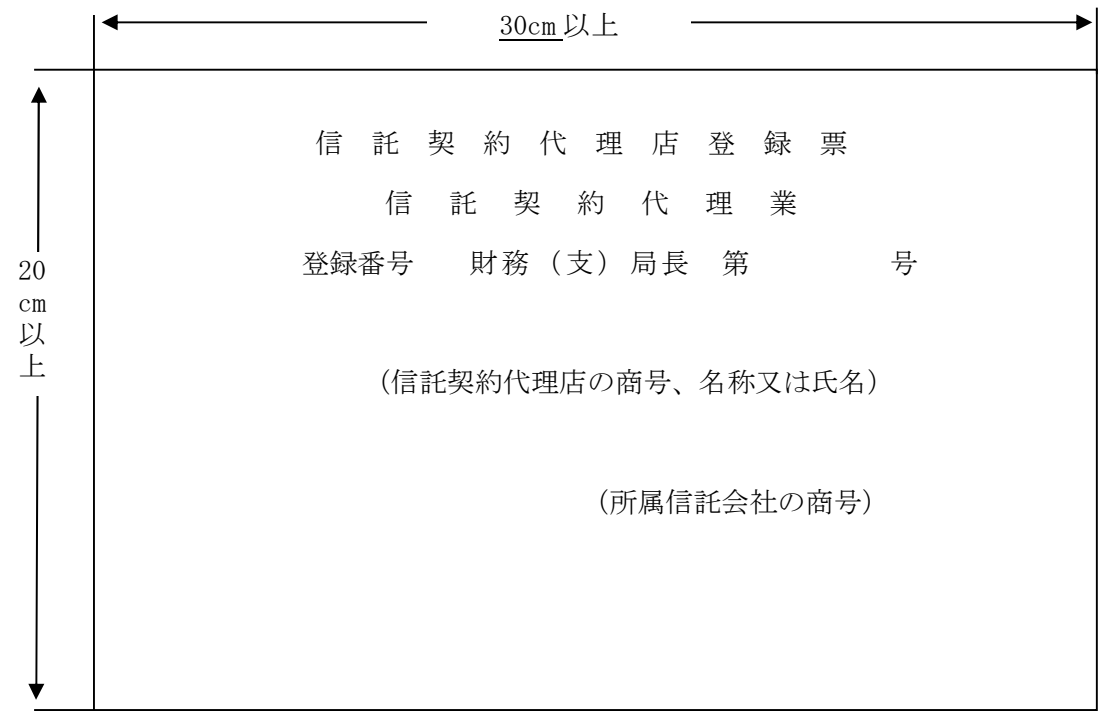 30cm以上
信託契約代理店登録票
信託契約代理業
登録番号　財務（支）局長　第　　　号
20
cm
以
上
（信託契約代理店の商号、名称又は氏名）
（所属信託会社の商号）